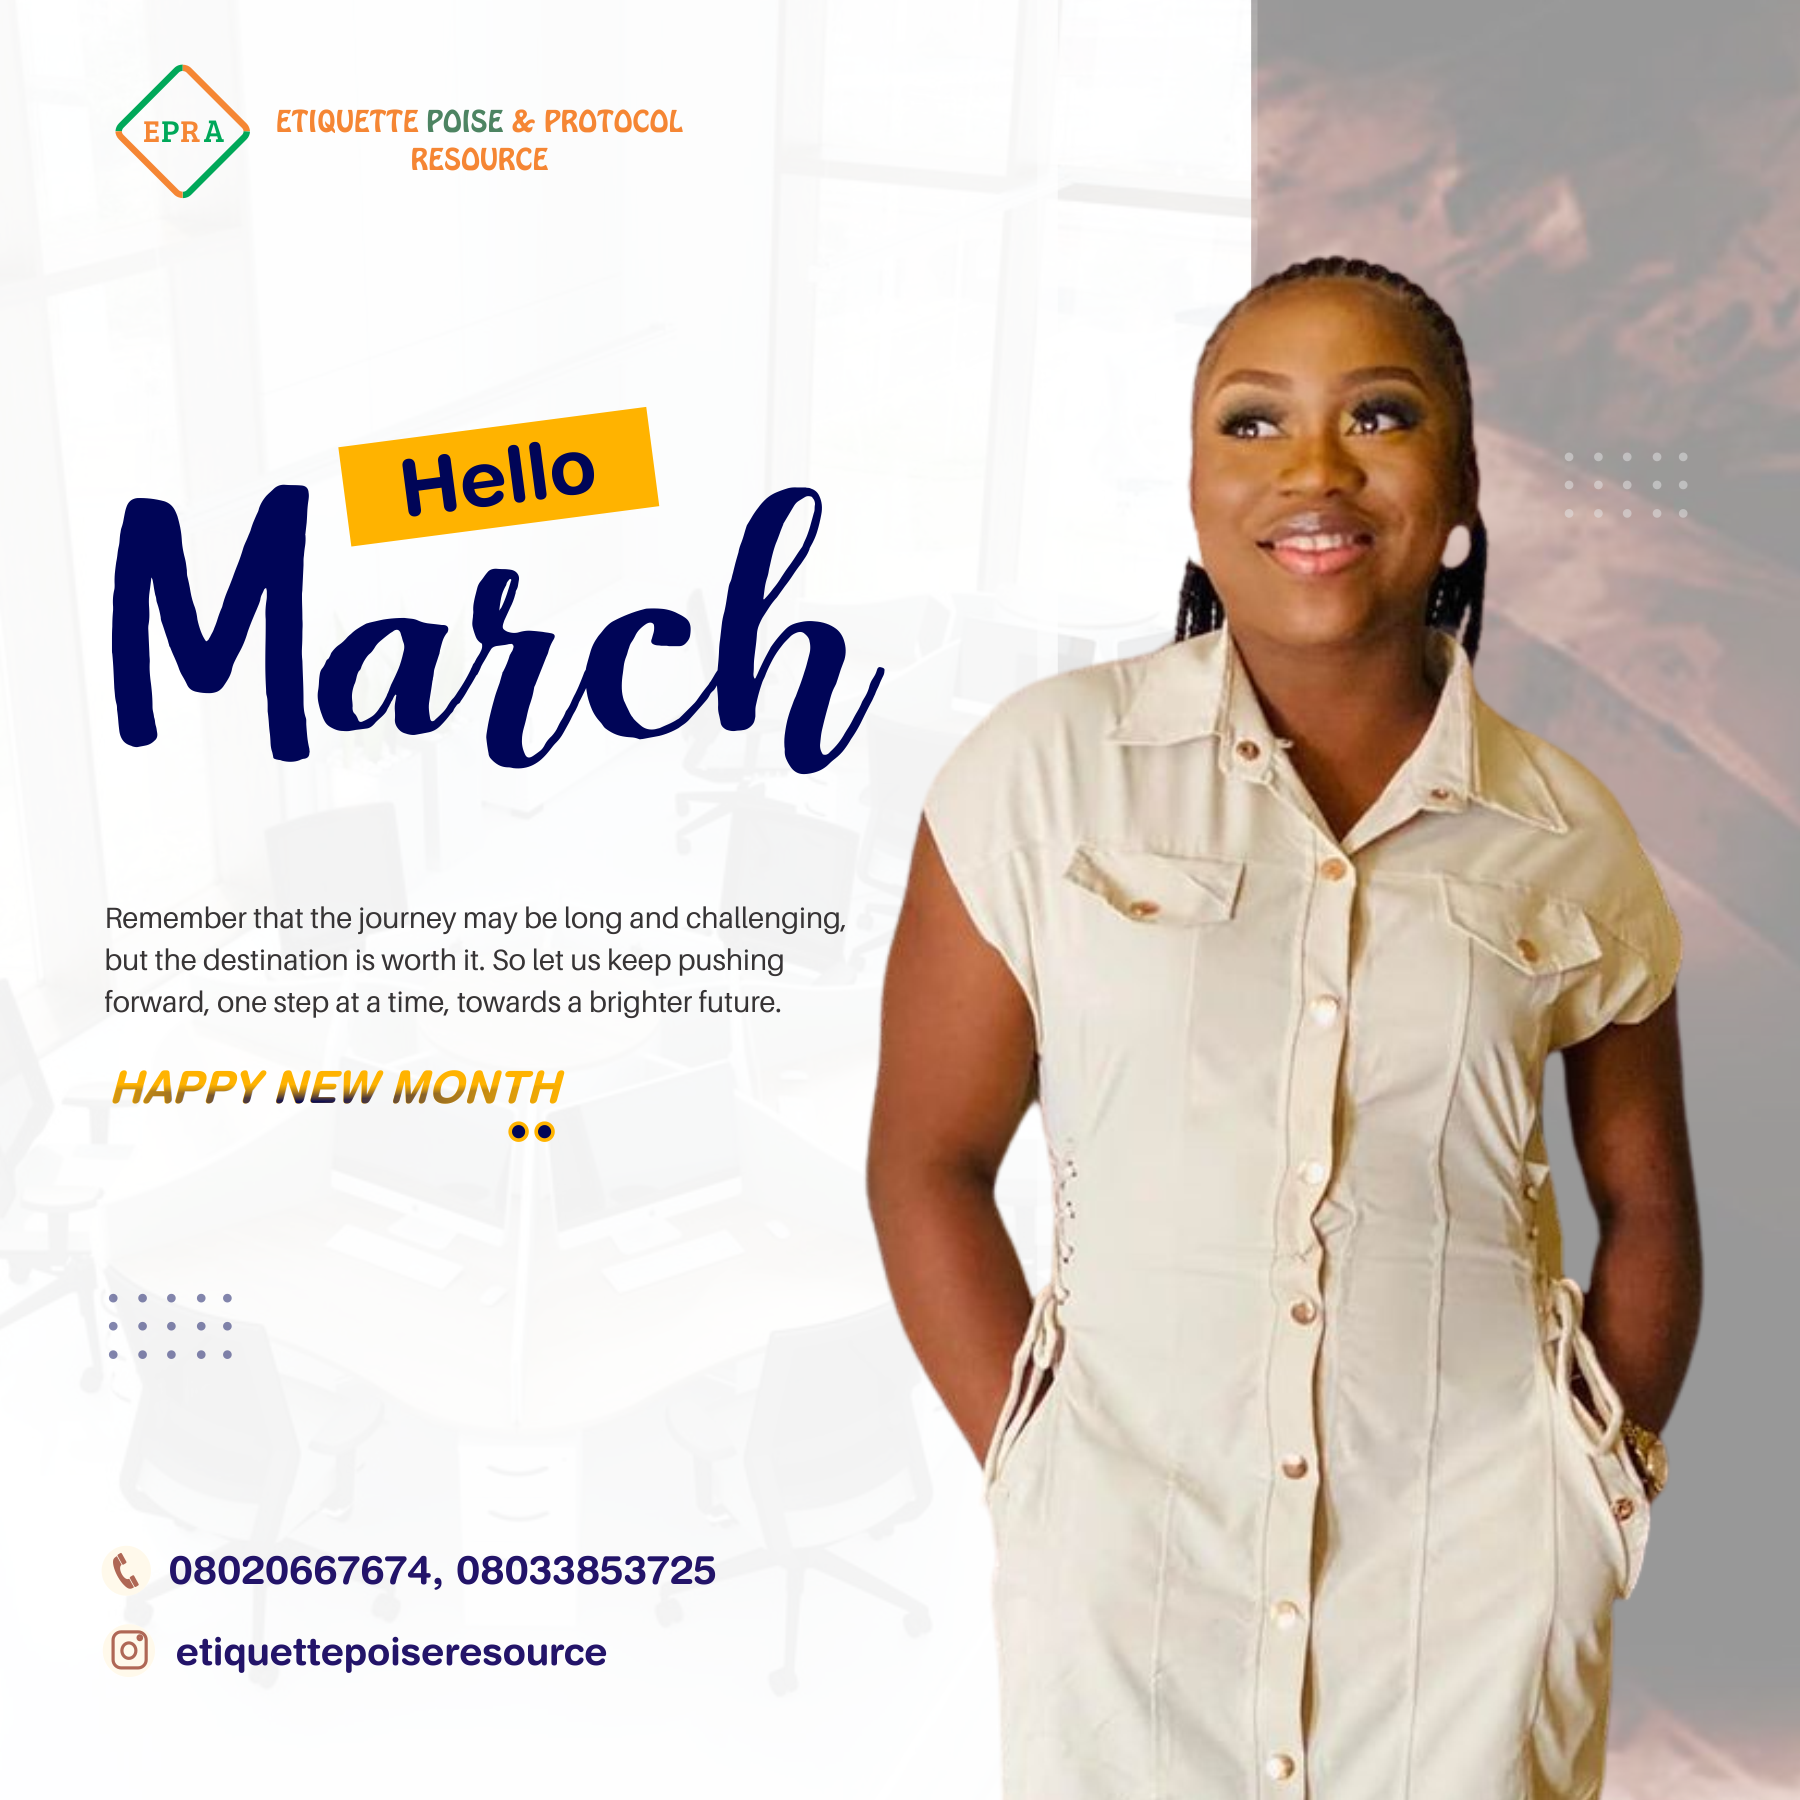 EPRA
ETIQUETTE POISE & PROTOCOL
RESOURCE
Hello
March
Remember that the journey may be long and challenging,
but the destination is worth it. So let us keep pushing
forward, one step at a time, towards a brighter future.
HAPPY NEW MONTH
08020667674, 08033853725
etiquettepoiseresource